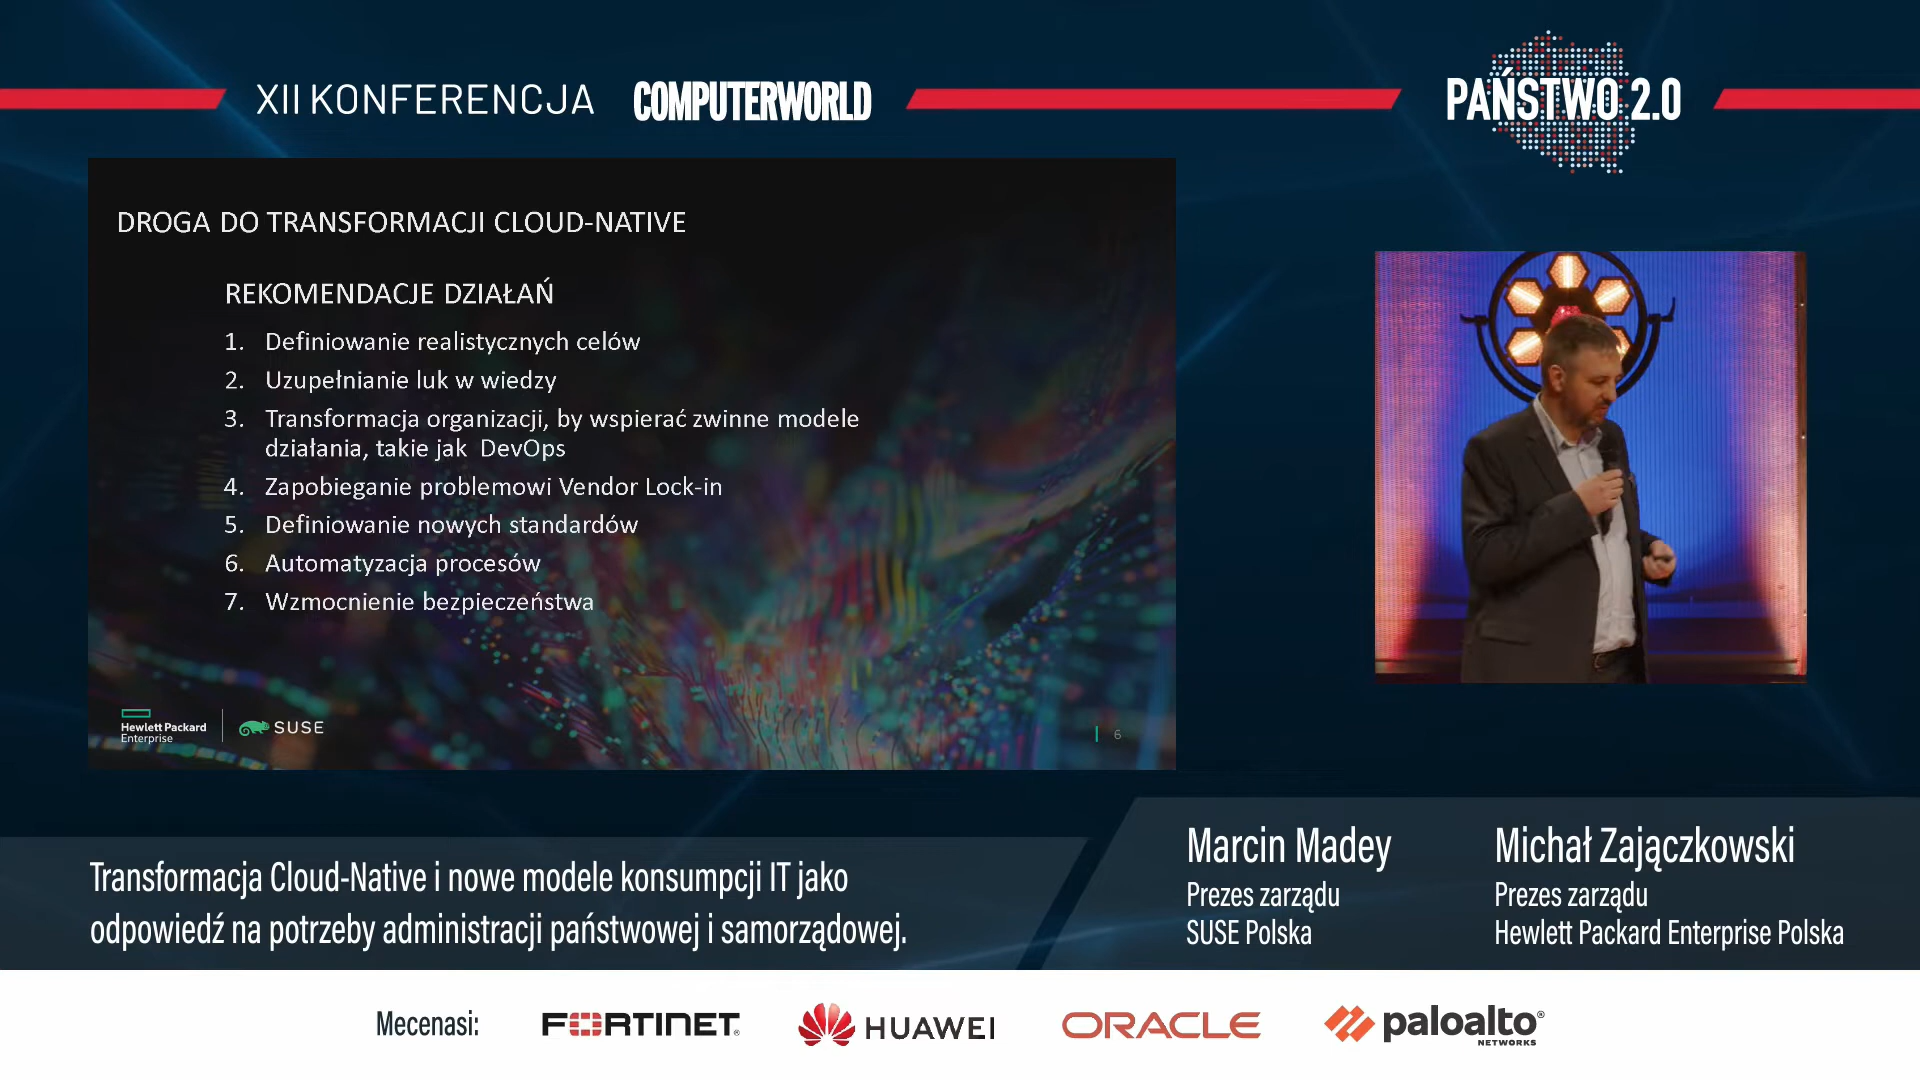 XII KONFERENCJA COMPUTERWORLD
PAŃSTWO 2.0
DROGA DO TRANSFORMACJI CLOUD-NATIVE
REKOMENDACJE DZIAŁAŃ
1. Definiowanie realistycznych celów
2. Uzupełnianie luk w wiedzy
3. Transformacja organizacji, by wspierać zwinne modele
działania, takie jak DevOps
4. Zapobieganie problemowi Vendor Lock-in
5. Definiowanie nowych standardów
6. Automatyzacja procesów
7. Wzmocnienie bezpieczeństwa
Hewlett Packard
Enterprise
SUSE
6
Transformacja Cloud-Native i nowe modele konsumpcji IT jako
odpowiedź na potrzeby administracji państwowej i samorządowej.
Marcin Madey
Prezes zarządu
SUSE Polska
Michał Zajączkowski
Prezes zarządu
Hewlett Packard Enterprise Polska
Mecenasi:
FORTINET®
HUAWEI
ORACLE
paloalto®
NETWORKS